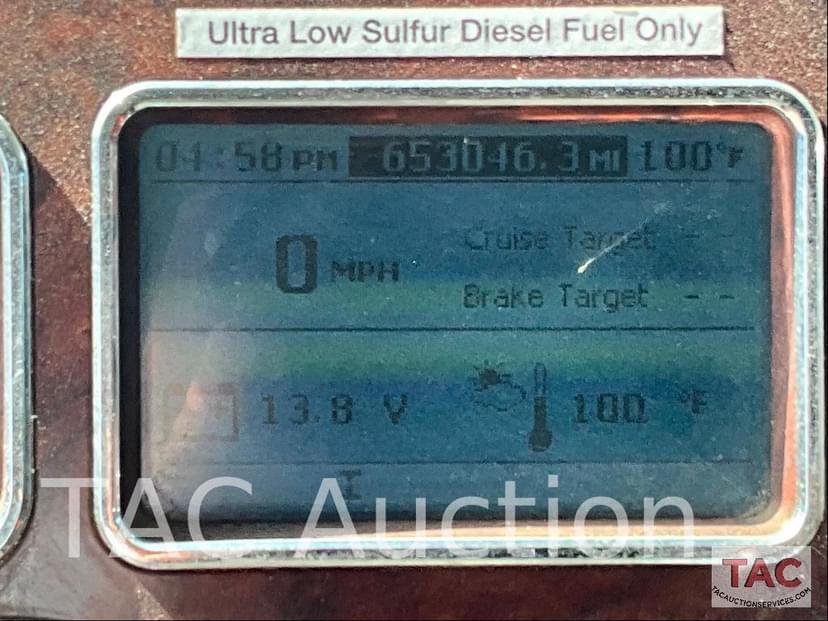 Ultra Low Sulfur Diesel Fuel Only
04:58 PM 653046.3 MI 100°F
0 MPH
Cruise Target - -
Brake Target - -
13.8 V 100 °F
I
TAC Auction
TAC
TACAUCTIONSERVICES.COM